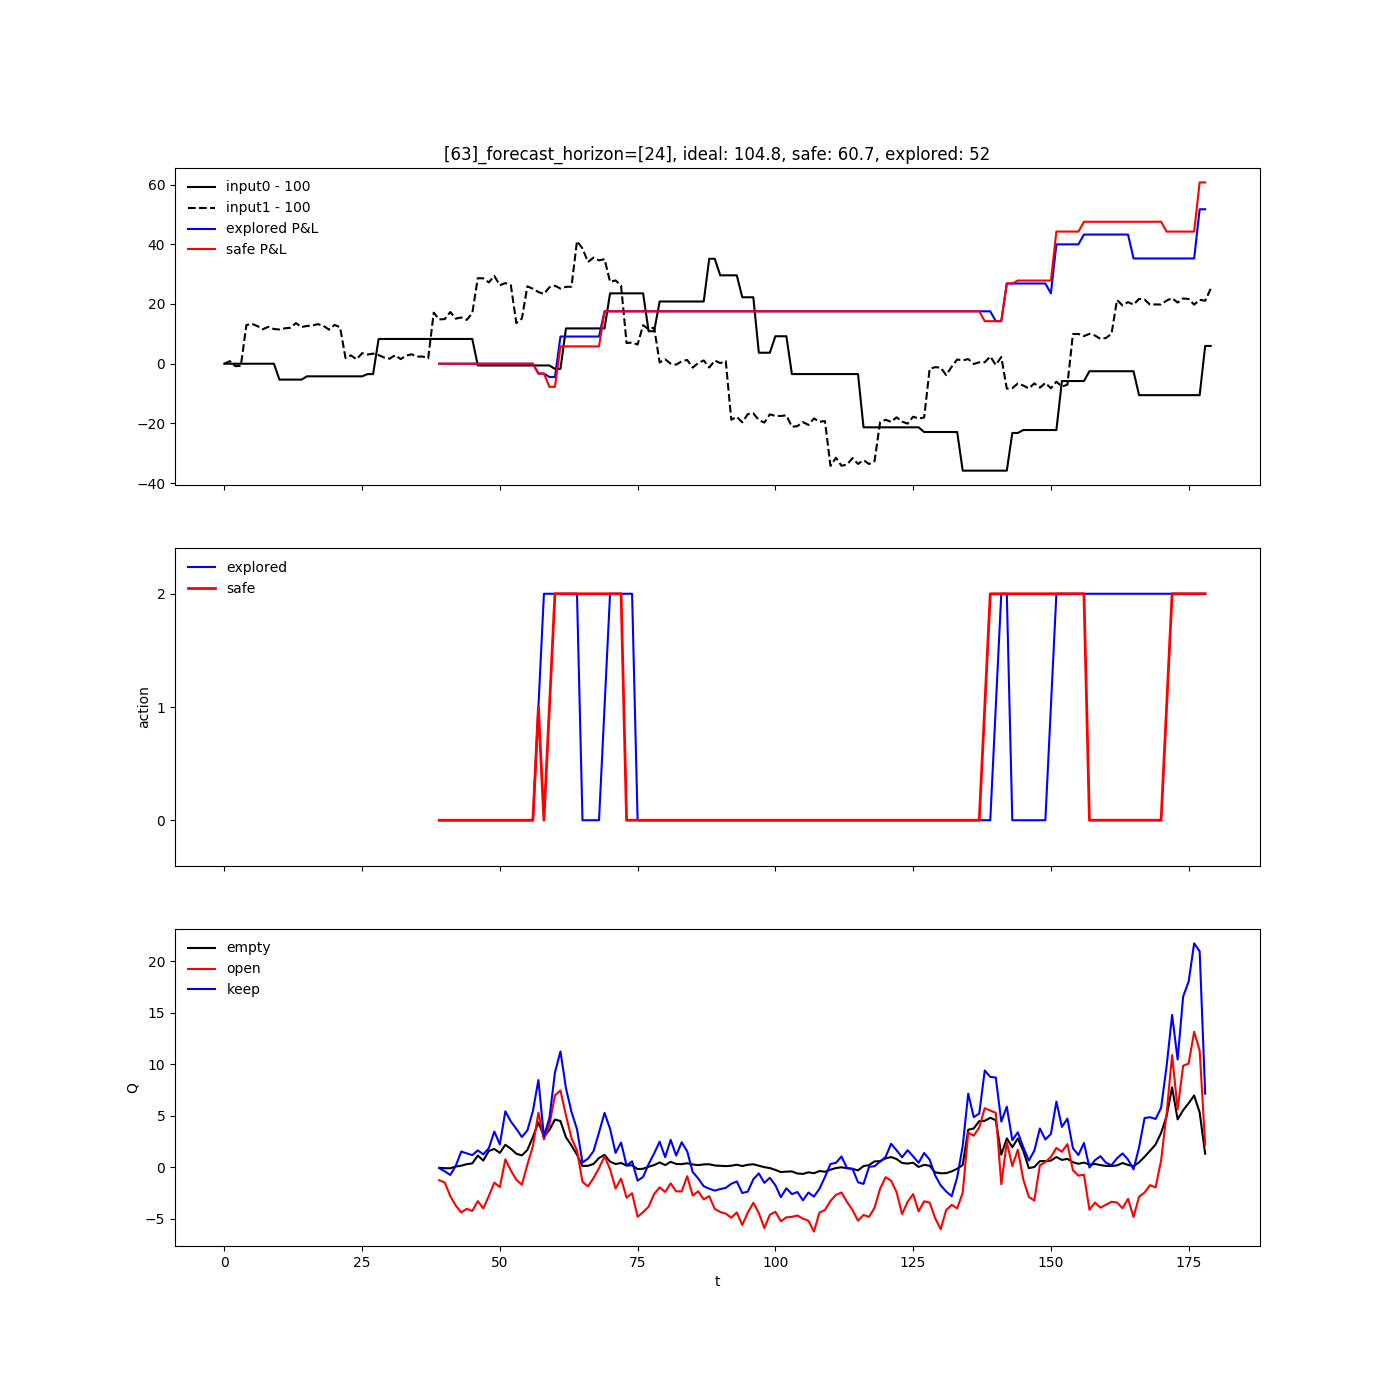 [63]_forecast_horizon=[24], ideal: 104.8, safe: 60.7, explored: 52
input0 - 100
input1 - 100
explored P&L
safe P&L
60
40
20
0
−20
−40
explored
safe
2
1
0
action
empty
open
keep
20
15
10
5
0
−5
Q
0 25 50 75 100 125 150 175
t